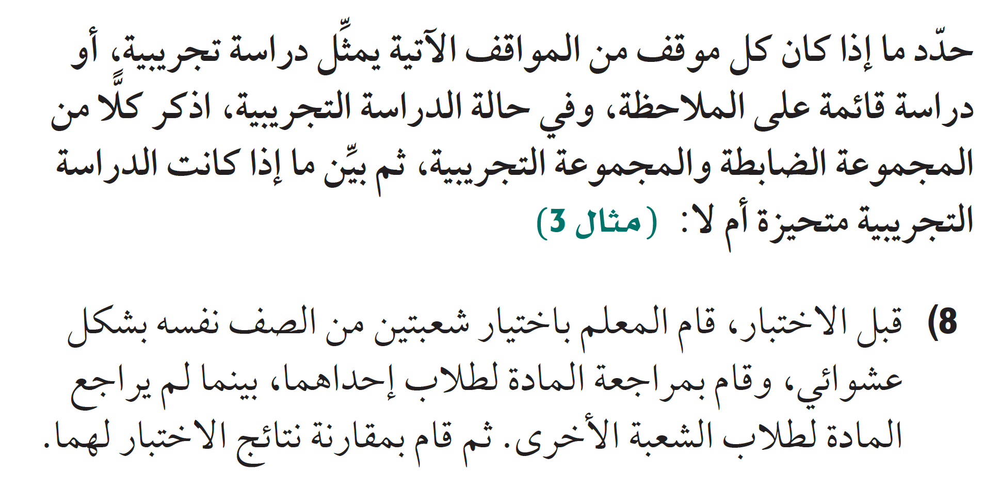 حدّد ما إذا كان كل موقف من المواقف الآتية يمثِّل دراسة تجريبية، أو
دراسة قائمة على الملاحظة، وفي حالة الدراسة التجريبية، اذكر كلًّا من
المجموعة الضابطة والمجموعة التجريبية، ثم بيِّن ما إذا كانت الدراسة
التجريبية متحيزة أم لا: (مثال 3)
8) قبل الاختبار، قام المعلم باختيار شعبتين من الصف نفسه بشكل
عشوائي، وقام بمراجعة المادة لطلاب إحداهما، بينما لم يراجع
المادة لطلاب الشعبة الأخرى. ثم قام بمقارنة نتائج الاختبار لهما.